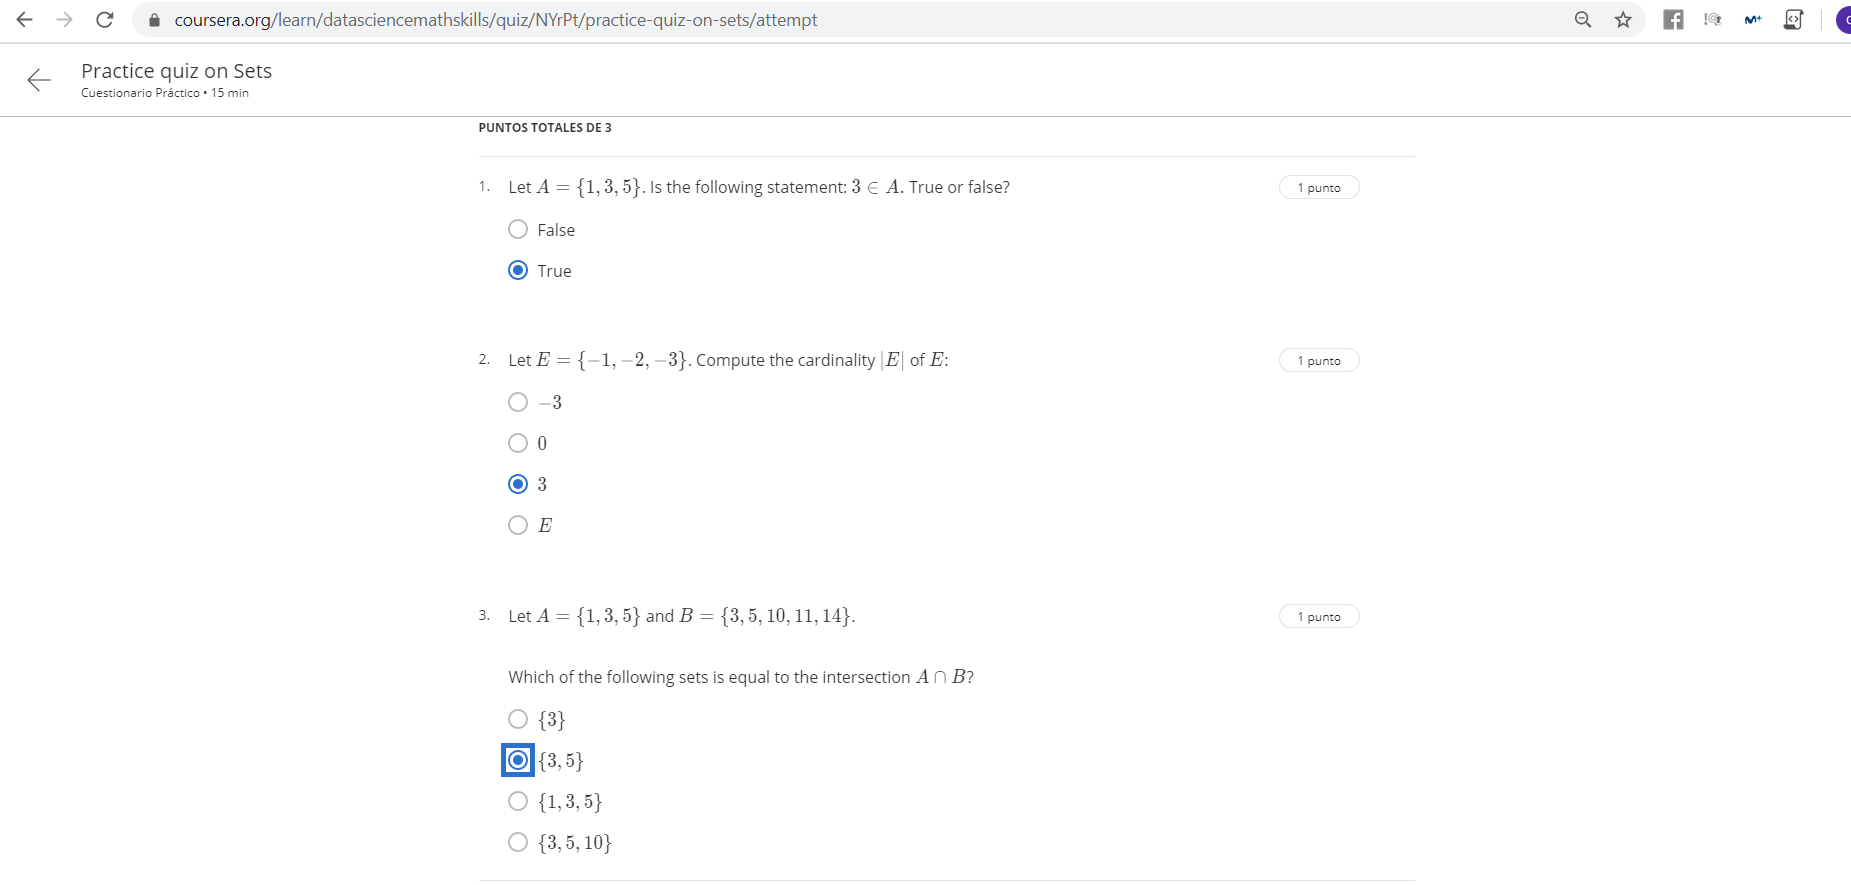 coursera.org/learn/datasciencemathskills/quiz/NYrPt/practice-quiz-on-sets/attempt
Practice quiz on Sets
Cuestionario Práctico • 15 min
PUNTOS TOTALES DE 3
1. Let A = {1, 3, 5}. Is the following statement: 3 ∈ A. True or false? 1 punto
False
True
2. Let E = {−1, −2, −3}. Compute the cardinality |E| of E: 1 punto
−3
0
3
E
3. Let A = {1, 3, 5} and B = {3, 5, 10, 11, 14}. 1 punto
Which of the following sets is equal to the intersection A ∩ B?
{3}
{3, 5}
{1, 3, 5}
{3, 5, 10}